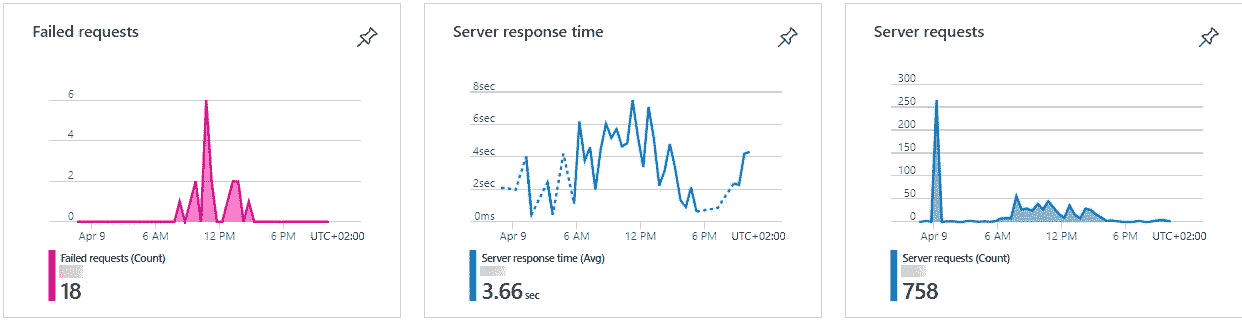 Failed requests
6
4
2
0
Apr 9 6 AM 12 PM 6 PM UTC+02:00
Failed requests (Count)
18
Server response time
8sec
6sec
4sec
2sec
0ms
Apr 9 6 AM 12 PM 6 PM UTC+02:00
Server response time (Avg)
3.66 sec
Server requests
300
250
200
150
100
50
0
Apr 9 6 AM 12 PM 6 PM UTC+02:00
Server requests (Count)
758